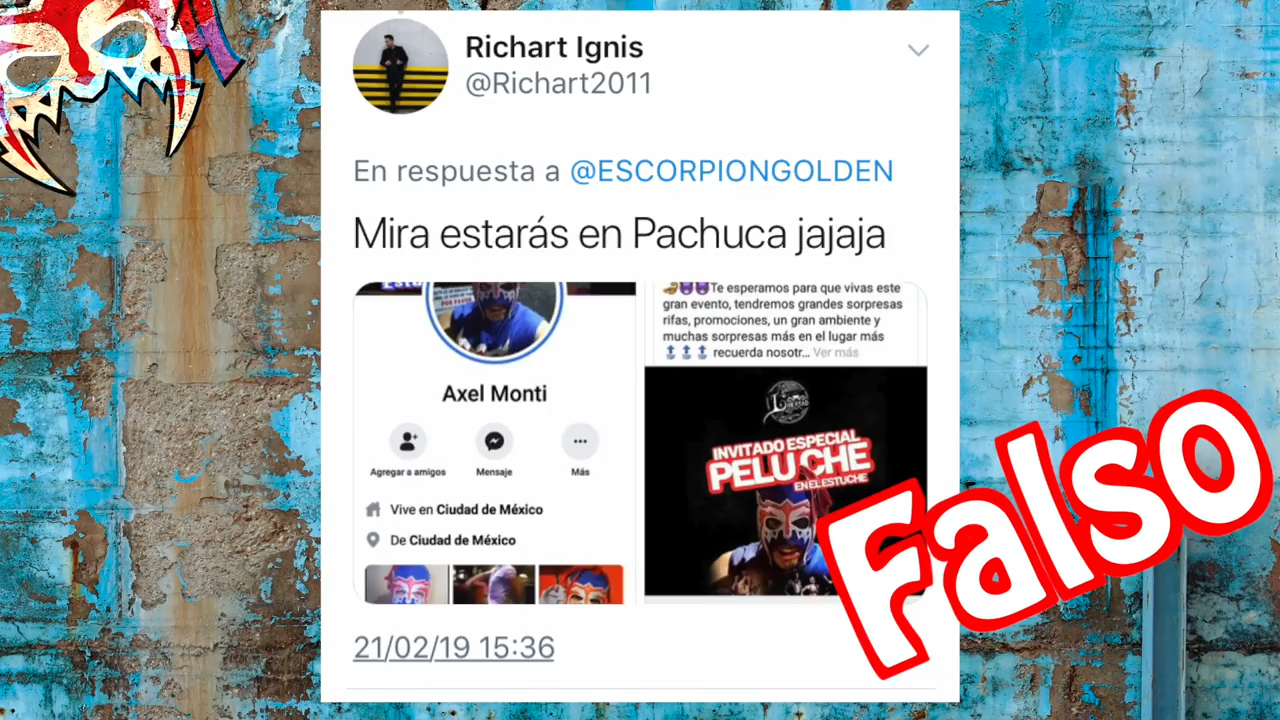 Richart Ignis
@Richart2011
En respuesta a @ESCORPIONGOLDEN
Mira estarás en Pachuca jajaja
POR FAVOR
Axel Monti
Agregar a amigos
Mensaje
Más
Vive en Ciudad de México
De Ciudad de México
Te esperamos para que vivas este
gran evento, tendremos grandes sorpresas
rifas, promociones, un gran ambiente y
muchas sorpresas más en el lugar más
recuerda nosotr... Ver más
INVITADO ESPECIAL
PELUCHE
EN EL ESTUCHE
Falso
21/02/19 15:36